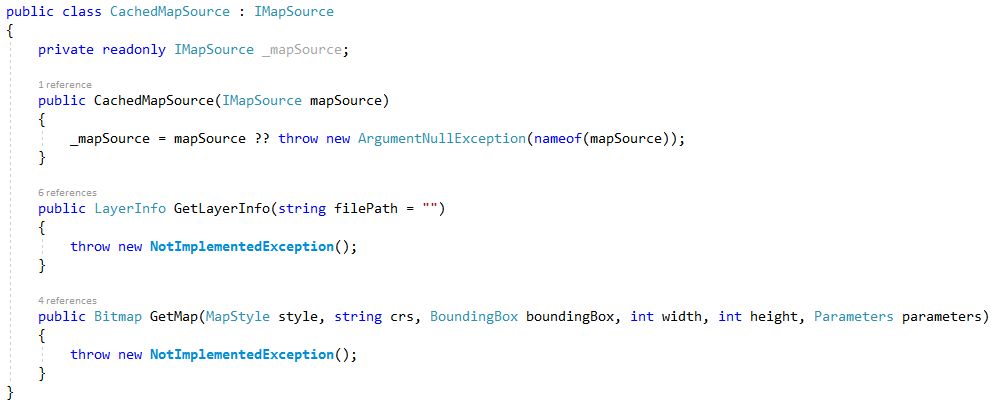 public class CachedMapSource : IMapSource
{
private readonly IMapSource _mapSource;
1 reference
public CachedMapSource(IMapSource mapSource)
{
_mapSource = mapSource ?? throw new ArgumentNullException(nameof(mapSource));
}
6 references
public LayerInfo GetLayerInfo(string filePath = "")
{
throw new NotImplementedException();
}
4 references
public Bitmap GetMap(MapStyle style, string crs, BoundingBox boundingBox, int width, int height, Parameters parameters)
{
throw new NotImplementedException();
}
}